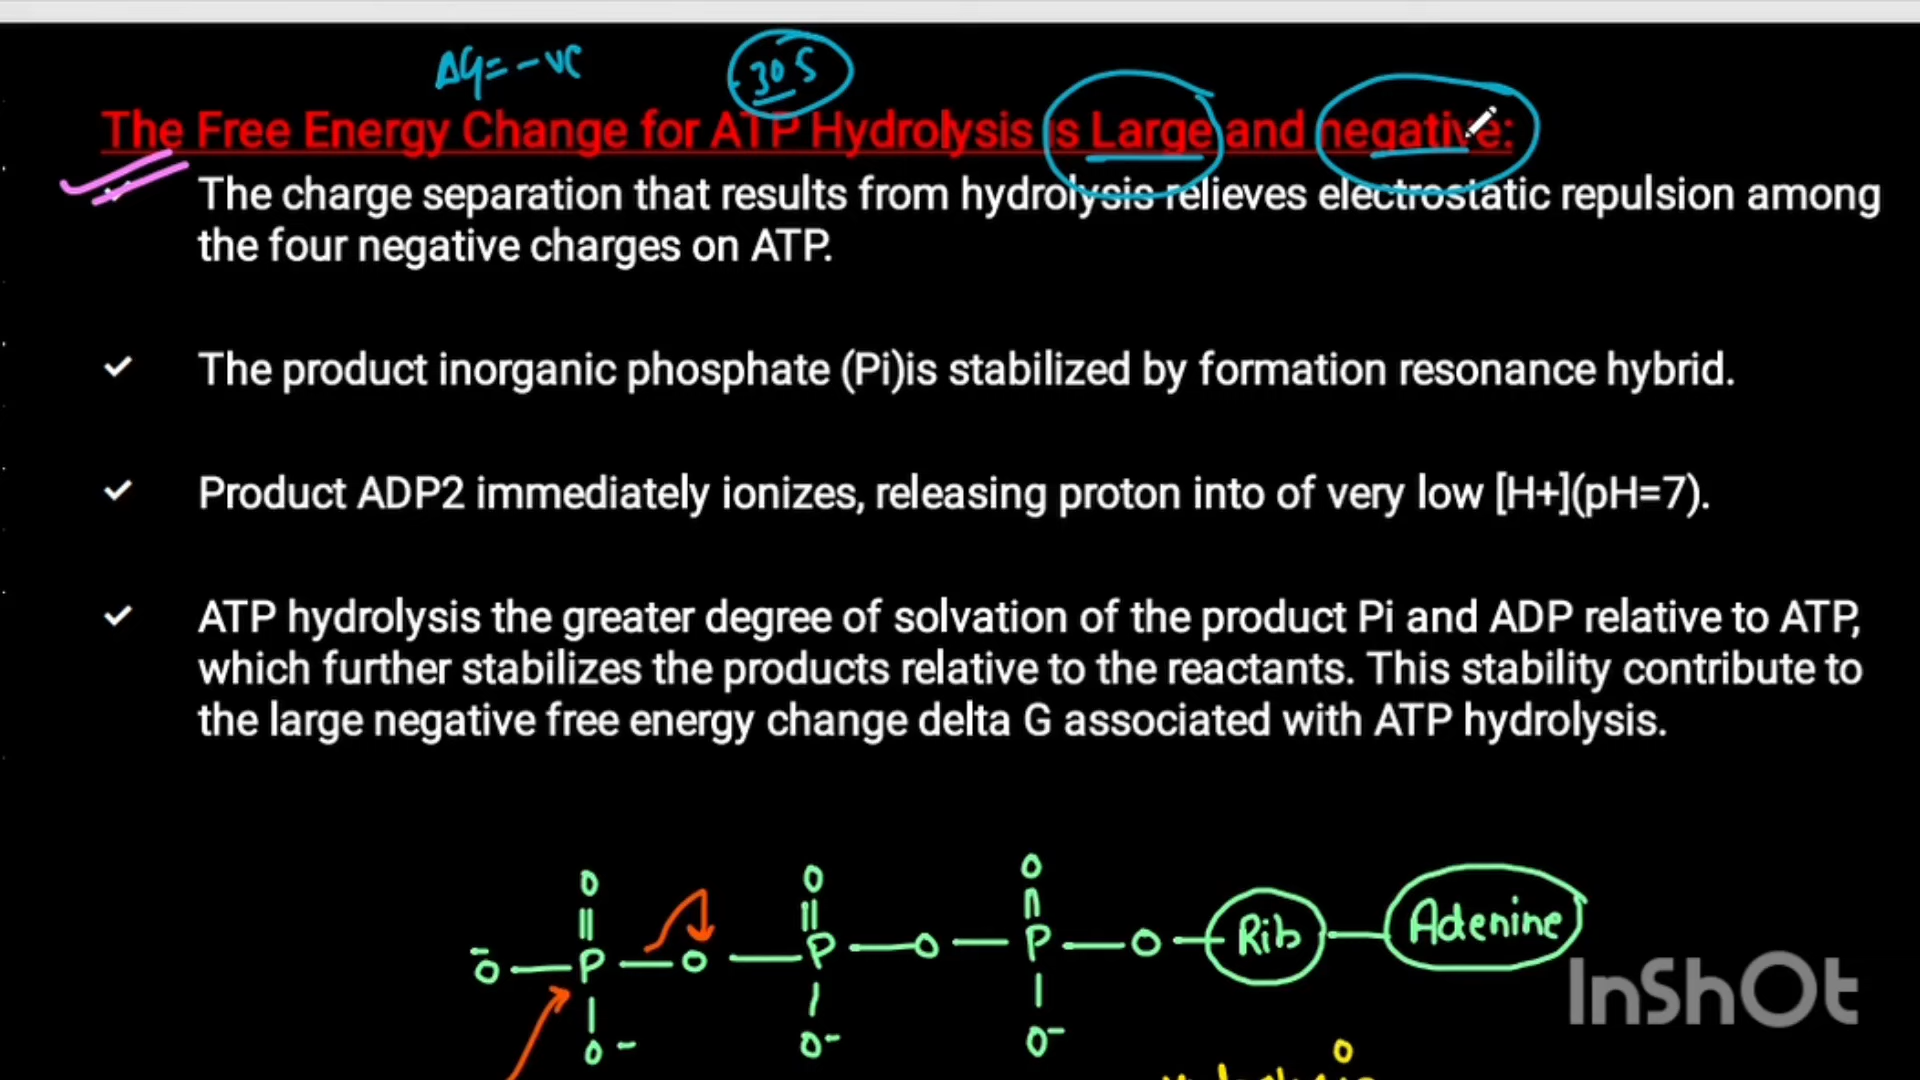 ΔG = -ve
-30 5
The Free Energy Change for ATP Hydrolysis is Large and negative:
The charge separation that results from hydrolysis relieves electrostatic repulsion among
the four negative charges on ATP.
The product inorganic phosphate (Pi)is stabilized by formation resonance hybrid.
Product ADP2 immediately ionizes, releasing proton into of very low [H+](pH=7).
ATP hydrolysis the greater degree of solvation of the product Pi and ADP relative to ATP,
which further stabilizes the products relative to the reactants. This stability contribute to
the large negative free energy change delta G associated with ATP hydrolysis.
O O O
|| || ||
-O — P — O — P — O — P — O — Rib — Adenine
| | |
O- O- O-
O
InShOt